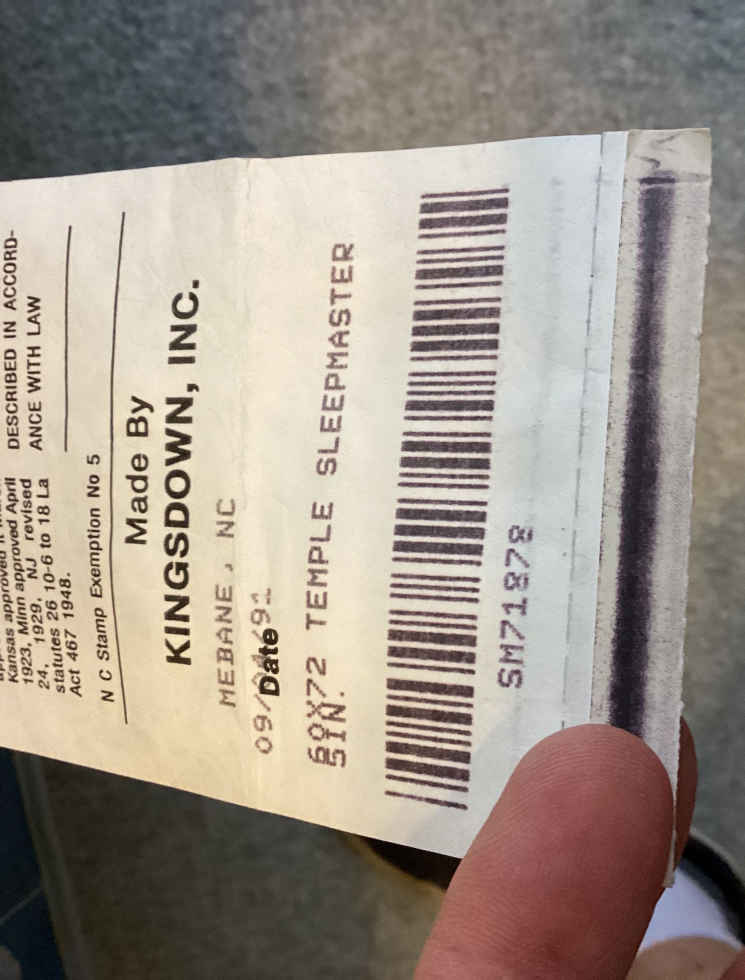 Kansas approved
1923, Minn approved April
24, 1929, NJ revised
statutes 26 10-6 to 18 La
Act 467 1948.
DESCRIBED IN ACCORD-
ANCE WITH LAW
N C Stamp Exemption No 5
Made By
KINGSDOWN, INC.
MEBANE, NC
Date
60X72 TEMPLE SLEEPMASTER
5IN.
SM71878